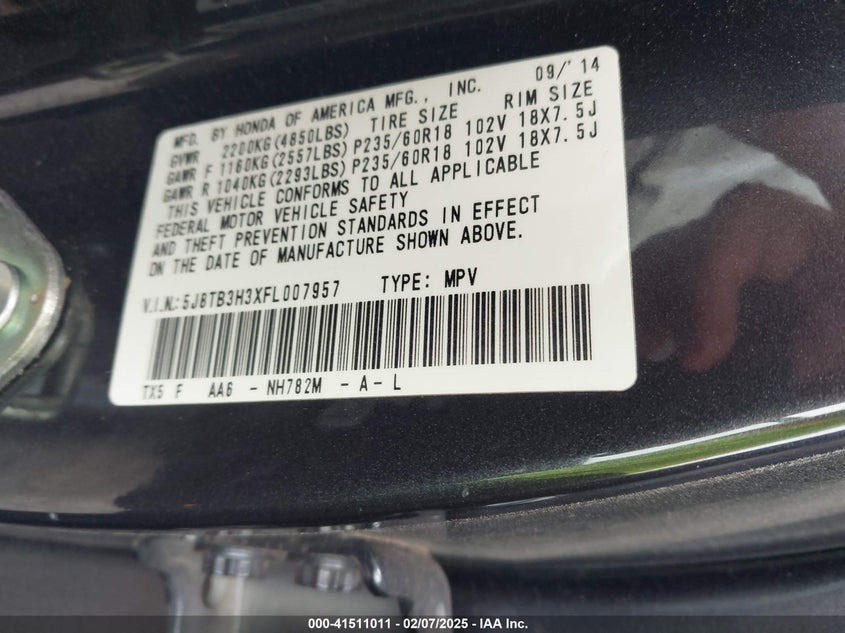 MFD. BY HONDA OF AMERICA MFG., INC. 09/'14
GVWR 2200KG(4850LBS) TIRE SIZE RIM SIZE
GAWR F 1160KG(2557LBS)P235/60R18 102V 18X7.5J
GAWR R 1040KG(2293LBS)P235/60R18 102V 18X7.5J
THIS VEHICLE CONFORMS TO ALL APPLICABLE
FEDERAL MOTOR VEHICLE SAFETY
AND THEFT PREVENTION STANDARDS IN EFFECT
ON THE DATE OF MANUFACTURE SHOWN ABOVE.
V.I.N.:5J8TB3H3XFL007957 TYPE: MPV
TX5 F AA6 - NH782M - A - L
000-41511011 - 02/07/2025 - IAA Inc.